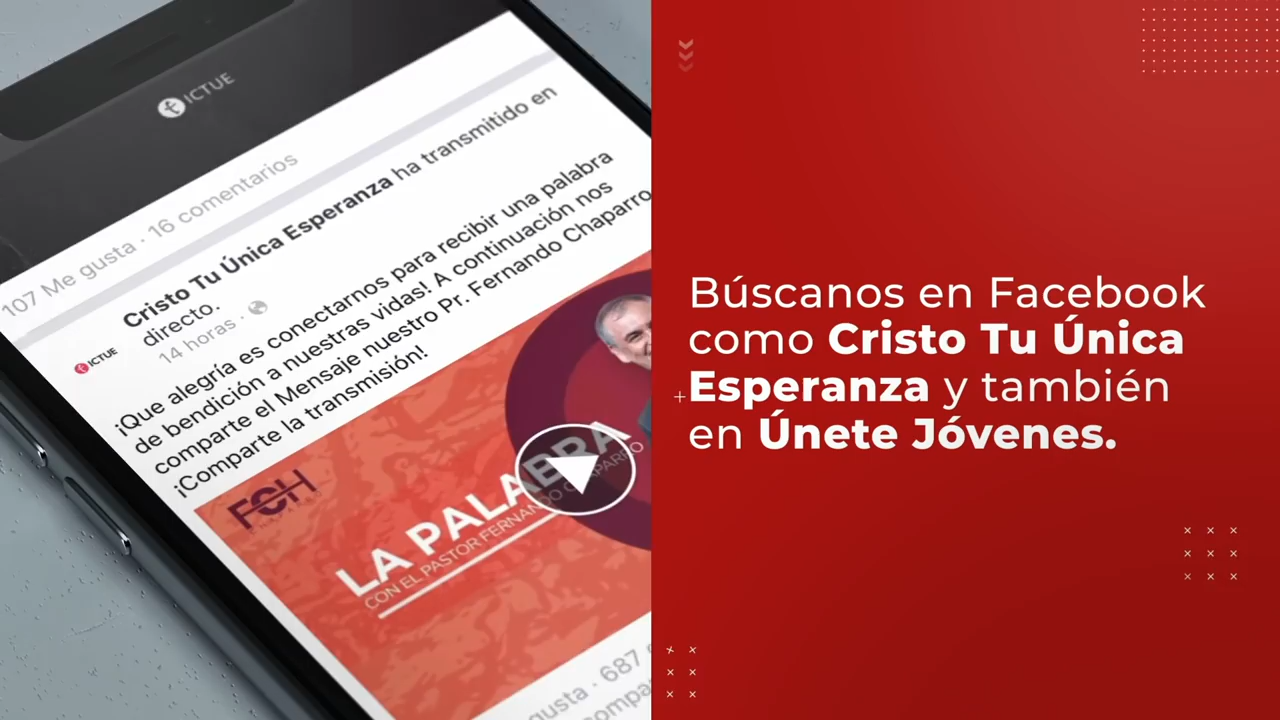 ICTUE
107 Me gusta · 16 comentarios
Cristo Tu Única Esperanza ha transmitido en
directo.
14 horas ·
ICTUE
¡Que alegría es conectarnos para recibir una palabra
de bendición a nuestras vidas! A continuación nos
comparte el Mensaje nuestro Pr. Fernando Chaparro
¡Comparte la transmisión!
FCH
LA PALABRA
CON EL PASTOR FERNANDO CHAPARRO
gusta · 687
Búscanos en Facebook
como Cristo Tu Única
Esperanza y también
en Únete Jóvenes.